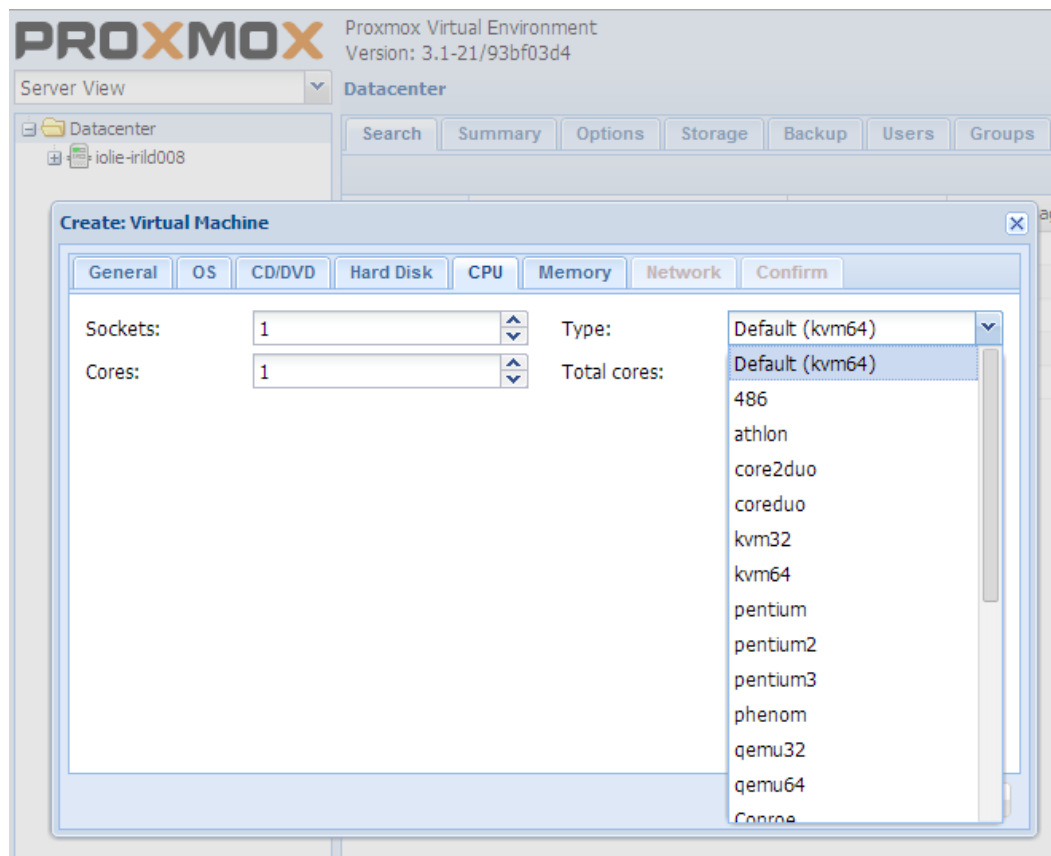 PROXMOX
Proxmox Virtual Environment
Version: 3.1-21/93bf03d4
Server View
Datacenter
Datacenter
iolie-irild008
Search Summary Options Storage Backup Users Groups
Create: Virtual Machine
General OS CD/DVD Hard Disk CPU Memory Network Confirm
Sockets: 1 Type: Default (kvm64)
Cores: 1 Total cores:
Default (kvm64)
486
athlon
core2duo
coreduo
kvm32
kvm64
pentium
pentium2
pentium3
phenom
qemu32
qemu64
Conroe